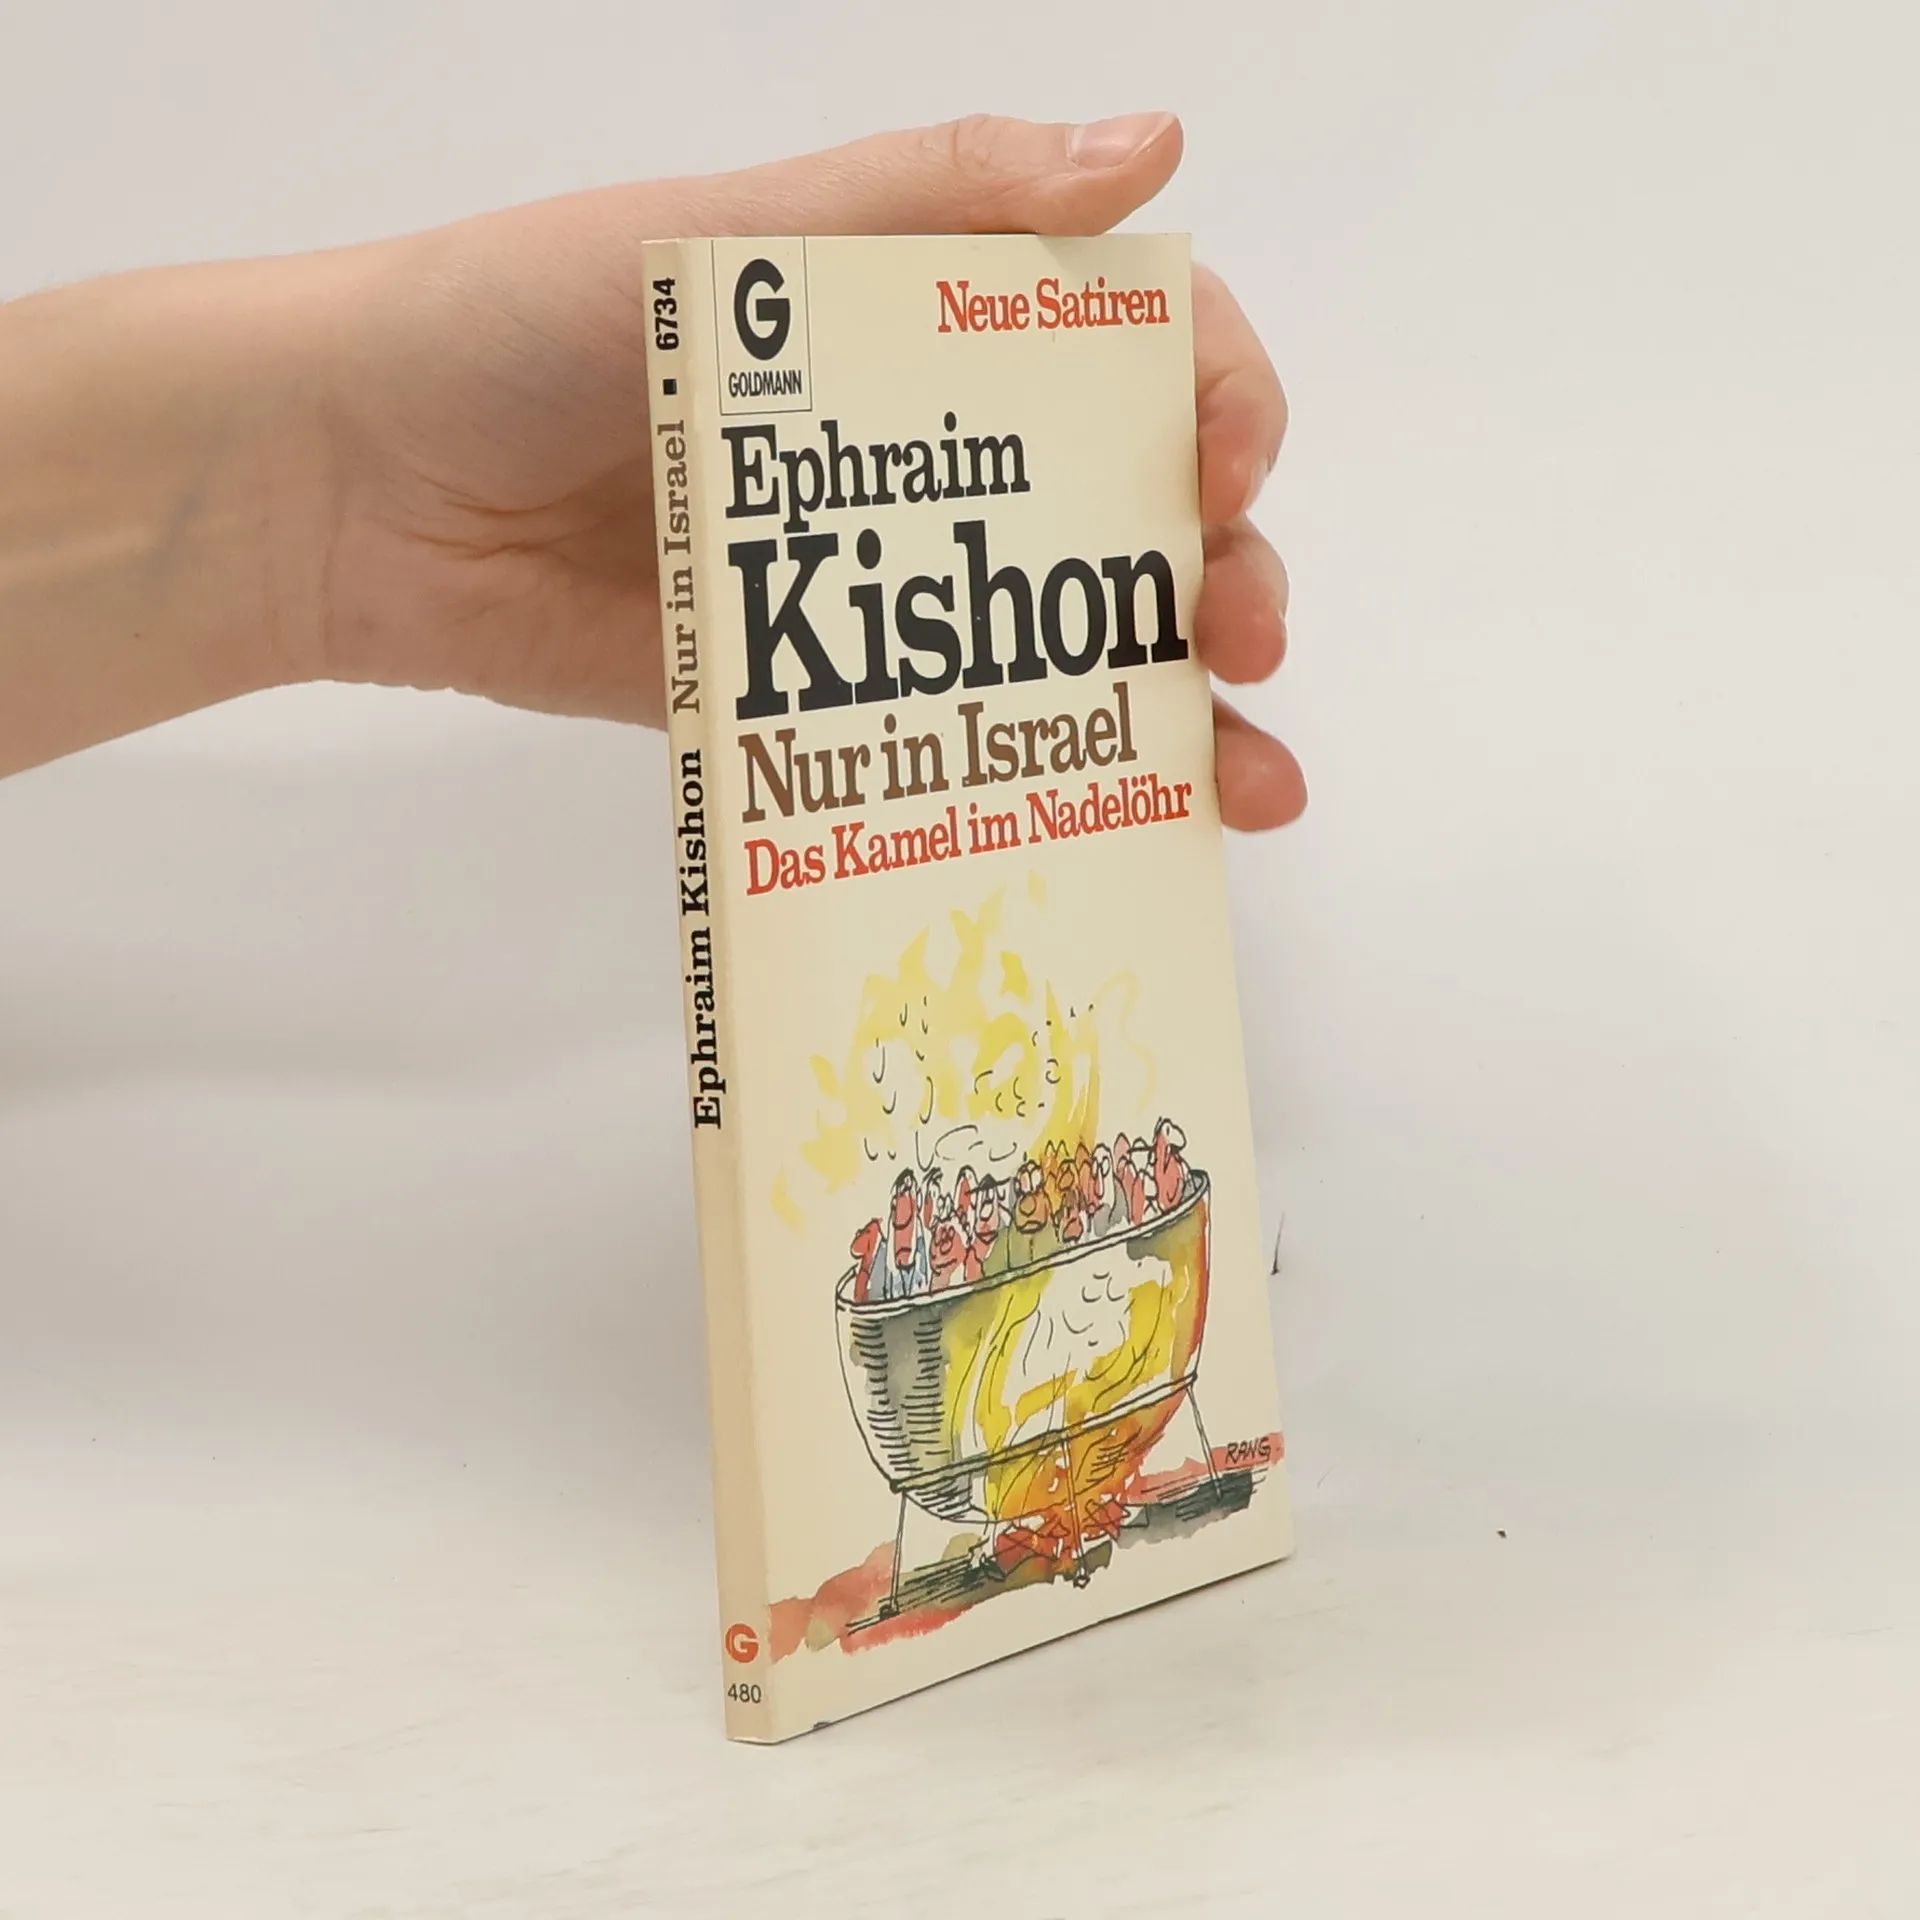 G
GOLDMANN
Neue Satiren
Ephraim
Kishon
Nur in Israel
Das Kamel im Nadelöhr
RANG
Ephraim Kishon Nur in Israel ▪ 6734
G
480